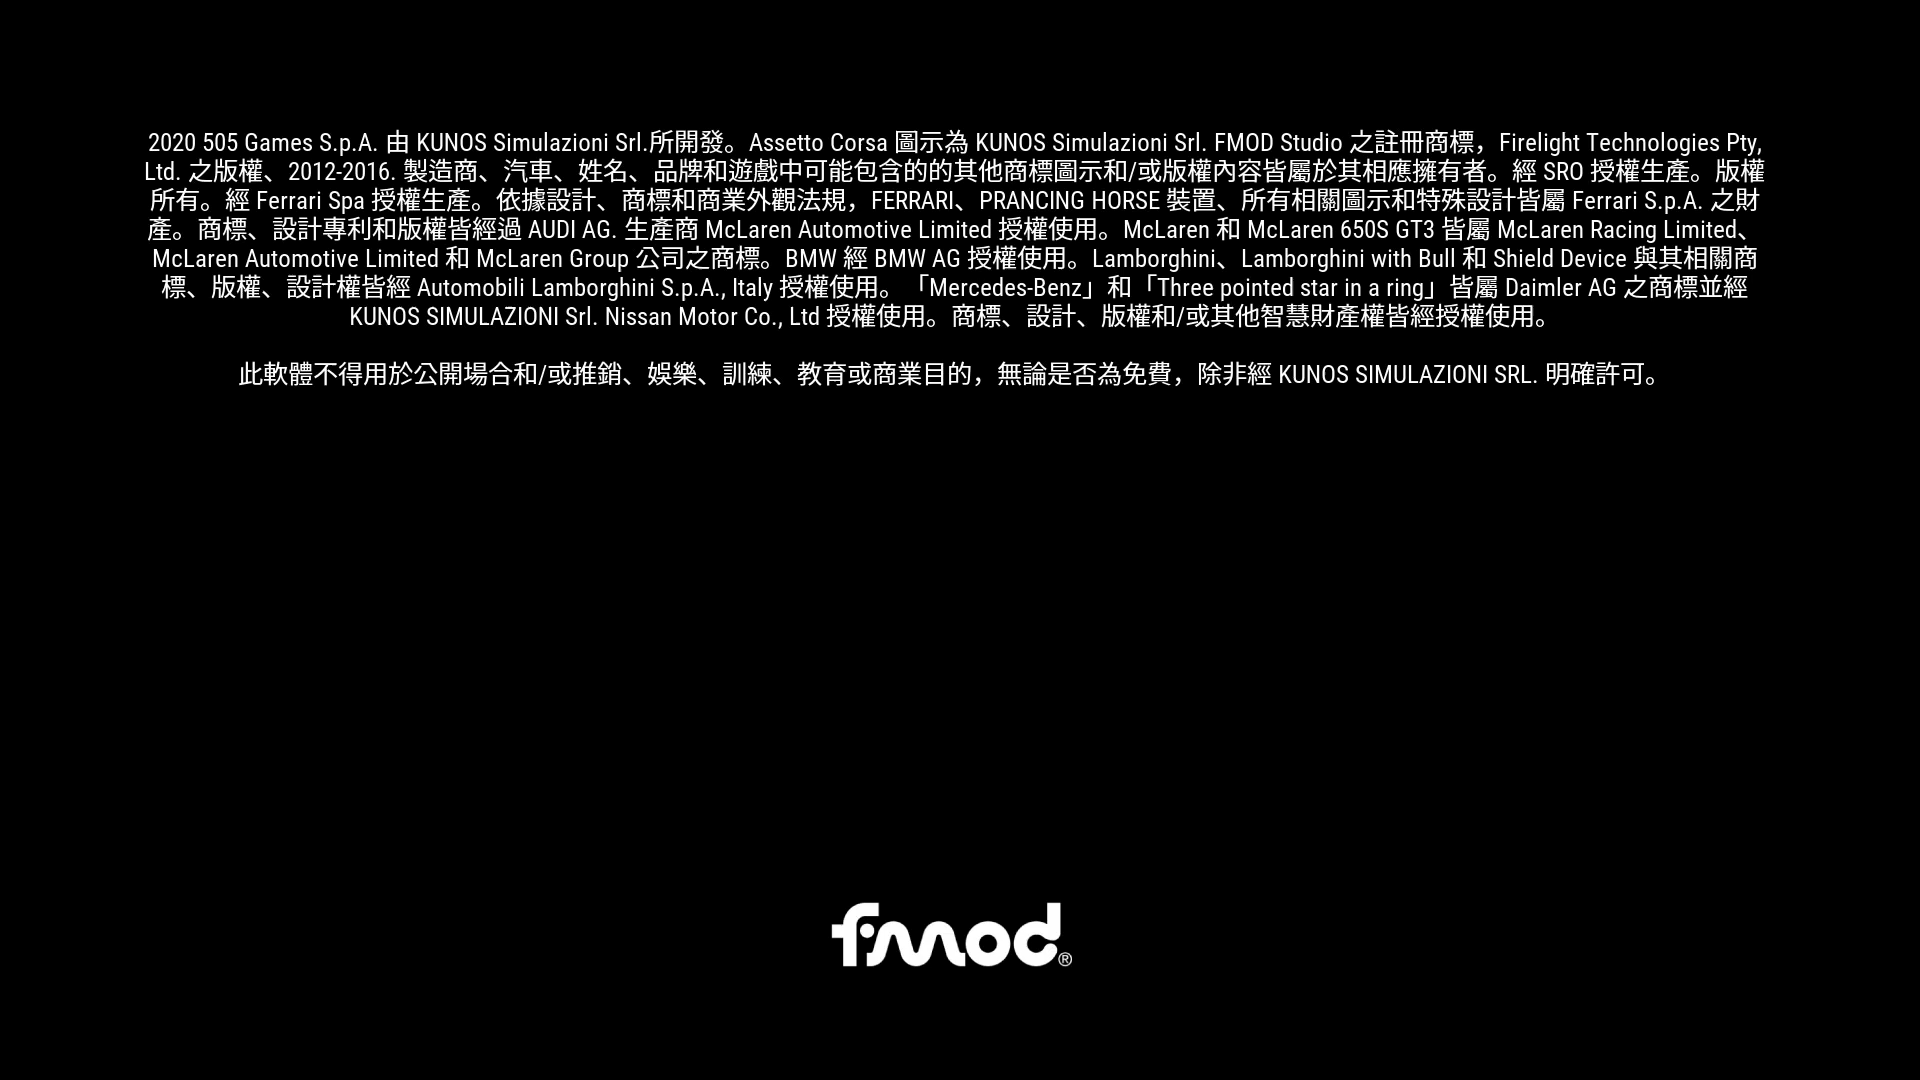 2020 505 Games S.p.A. 由 KUNOS Simulazioni Srl.所開發。Assetto Corsa 圖示為 KUNOS Simulazioni Srl. FMOD Studio 之註冊商標，Firelight Technologies Pty,
Ltd. 之版權、2012-2016. 製造商、汽車、姓名、品牌和遊戲中可能包含的的其他商標圖示和/或版權內容皆屬於其相應擁有者。經 SRO 授權生產。版權
所有。經 Ferrari Spa 授權生產。依據設計、商標和商業外觀法規，FERRARI、PRANCING HORSE 裝置、所有相關圖示和特殊設計皆屬 Ferrari S.p.A. 之財
產。商標、設計專利和版權皆經過 AUDI AG. 生產商 McLaren Automotive Limited 授權使用。McLaren 和 McLaren 650S GT3 皆屬 McLaren Racing Limited、
McLaren Automotive Limited 和 McLaren Group 公司之商標。BMW 經 BMW AG 授權使用。Lamborghini、Lamborghini with Bull 和 Shield Device 與其相關商
標、版權、設計權皆經 Automobili Lamborghini S.p.A., Italy 授權使用。「Mercedes-Benz」和「Three pointed star in a ring」皆屬 Daimler AG 之商標並經
KUNOS SIMULAZIONI Srl. Nissan Motor Co., Ltd 授權使用。商標、設計、版權和/或其他智慧財產權皆經授權使用。
此軟體不得用於公開場合和/或推銷、娛樂、訓練、教育或商業目的，無論是否為免費，除非經 KUNOS SIMULAZIONI SRL. 明確許可。
fmod®